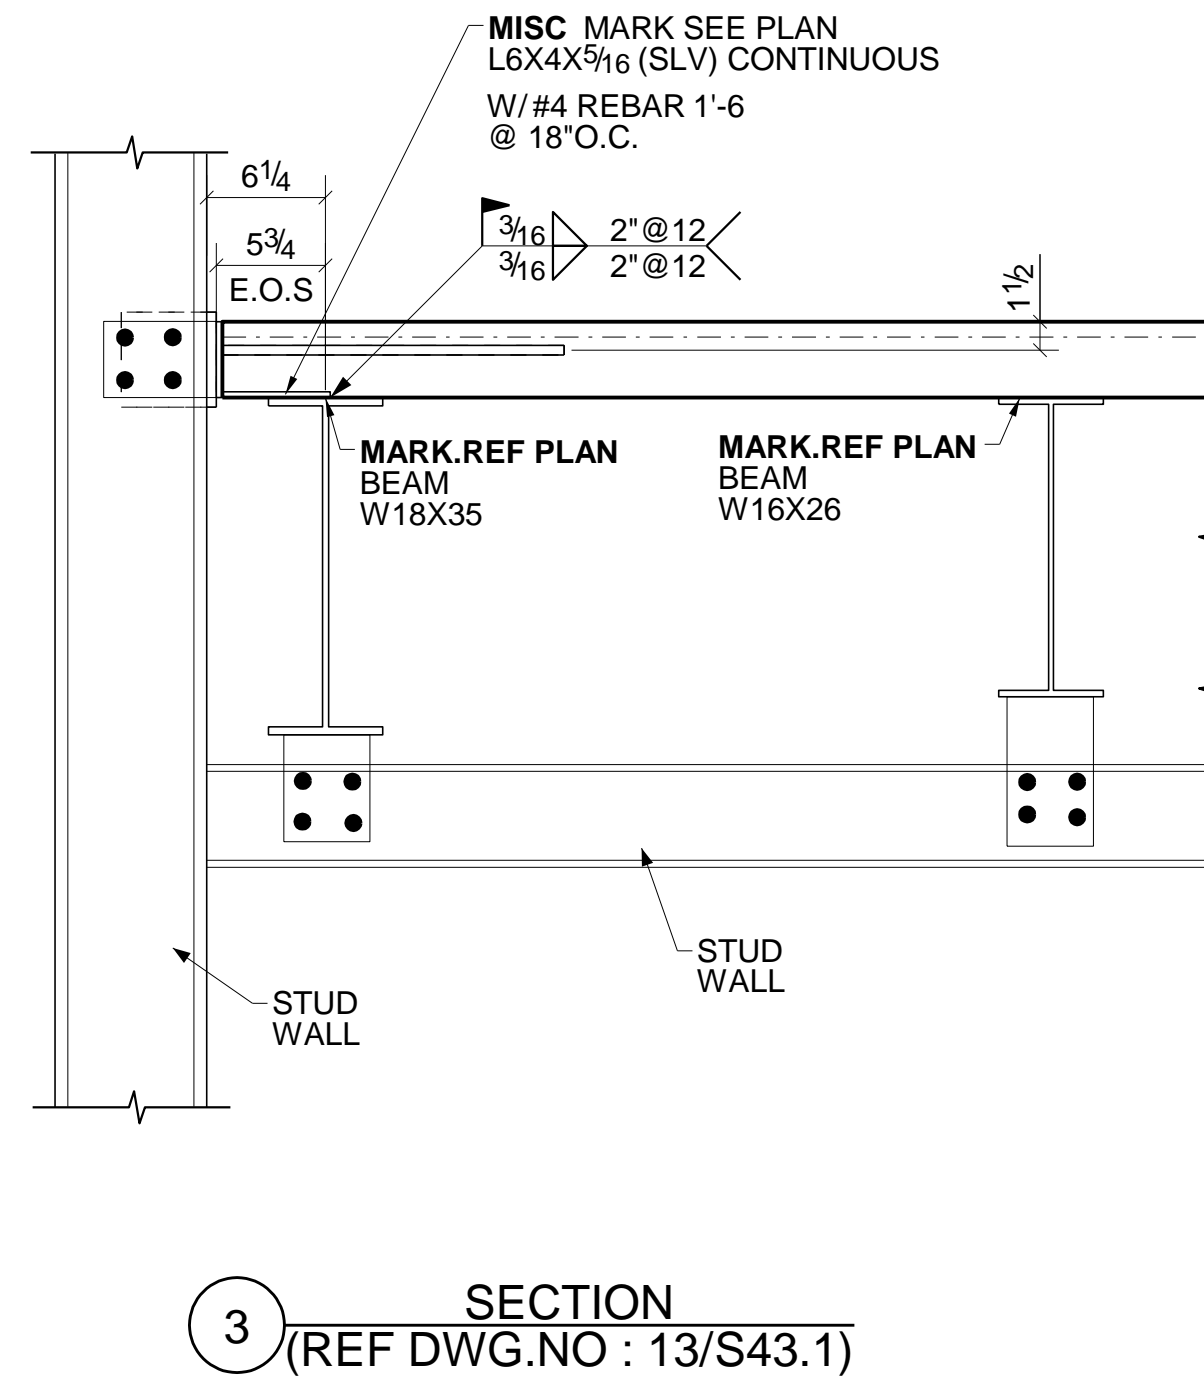 MISC MARK SEE PLAN
L6X4X5/16 (SLV) CONTINUOUS
W/ #4 REBAR 1'-6
@ 18"O.C.
6 1/4
5 3/4
E.O.S
3/16 2"@12
3/16 2"@12
1 1/2
MARK.REF PLAN
BEAM
W18X35
MARK.REF PLAN
BEAM
W16X26
STUD
WALL
STUD
WALL
3
SECTION
(REF DWG.NO : 13/S43.1)